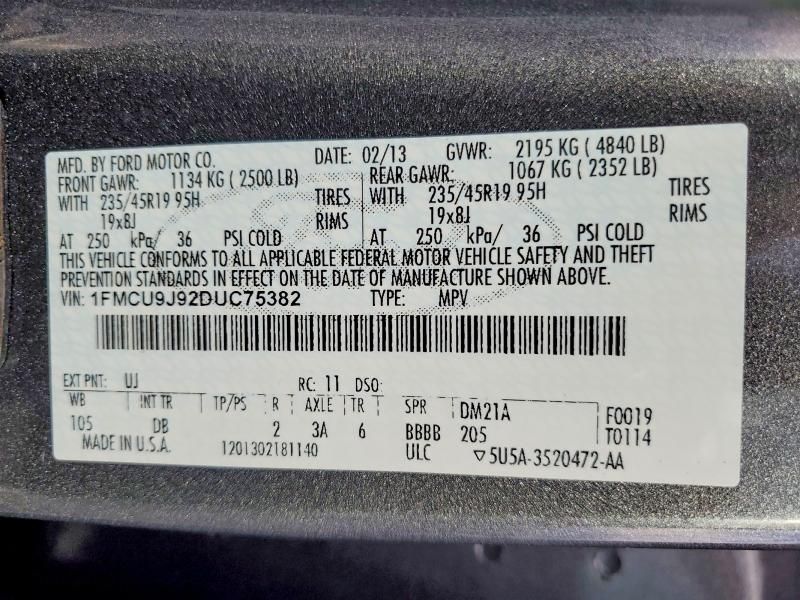 MFD. BY FORD MOTOR CO. DATE: 02/13 GVWR: 2195 KG ( 4840 LB)
FRONT GAWR: 1134 KG ( 2500 LB) REAR GAWR: 1067 KG ( 2352 LB)
WITH 235/45R19 95H TIRES WITH 235/45R19 95H TIRES
19x8J RIMS 19x8J RIMS
AT 250 kPa/ 36 PSI COLD AT 250 kPa/ 36 PSI COLD
THIS VEHICLE CONFORMS TO ALL APPLICABLE FEDERAL MOTOR VEHICLE SAFETY AND THEFT
PREVENTION STANDARDS IN EFFECT ON THE DATE OF MANUFACTURE SHOWN ABOVE.
VIN: 1FMCU9J92DUC75382 TYPE: MPV
EXT PNT: UJ RC: 11 DSO:
WB INT TR TP/PS R AXLE TR SPR DM21A F0019
105 DB 2 3A 6 BBBB 205 T0114
MADE IN U.S.A. 1201302181140 ULC ▽5U5A-3520472-AA